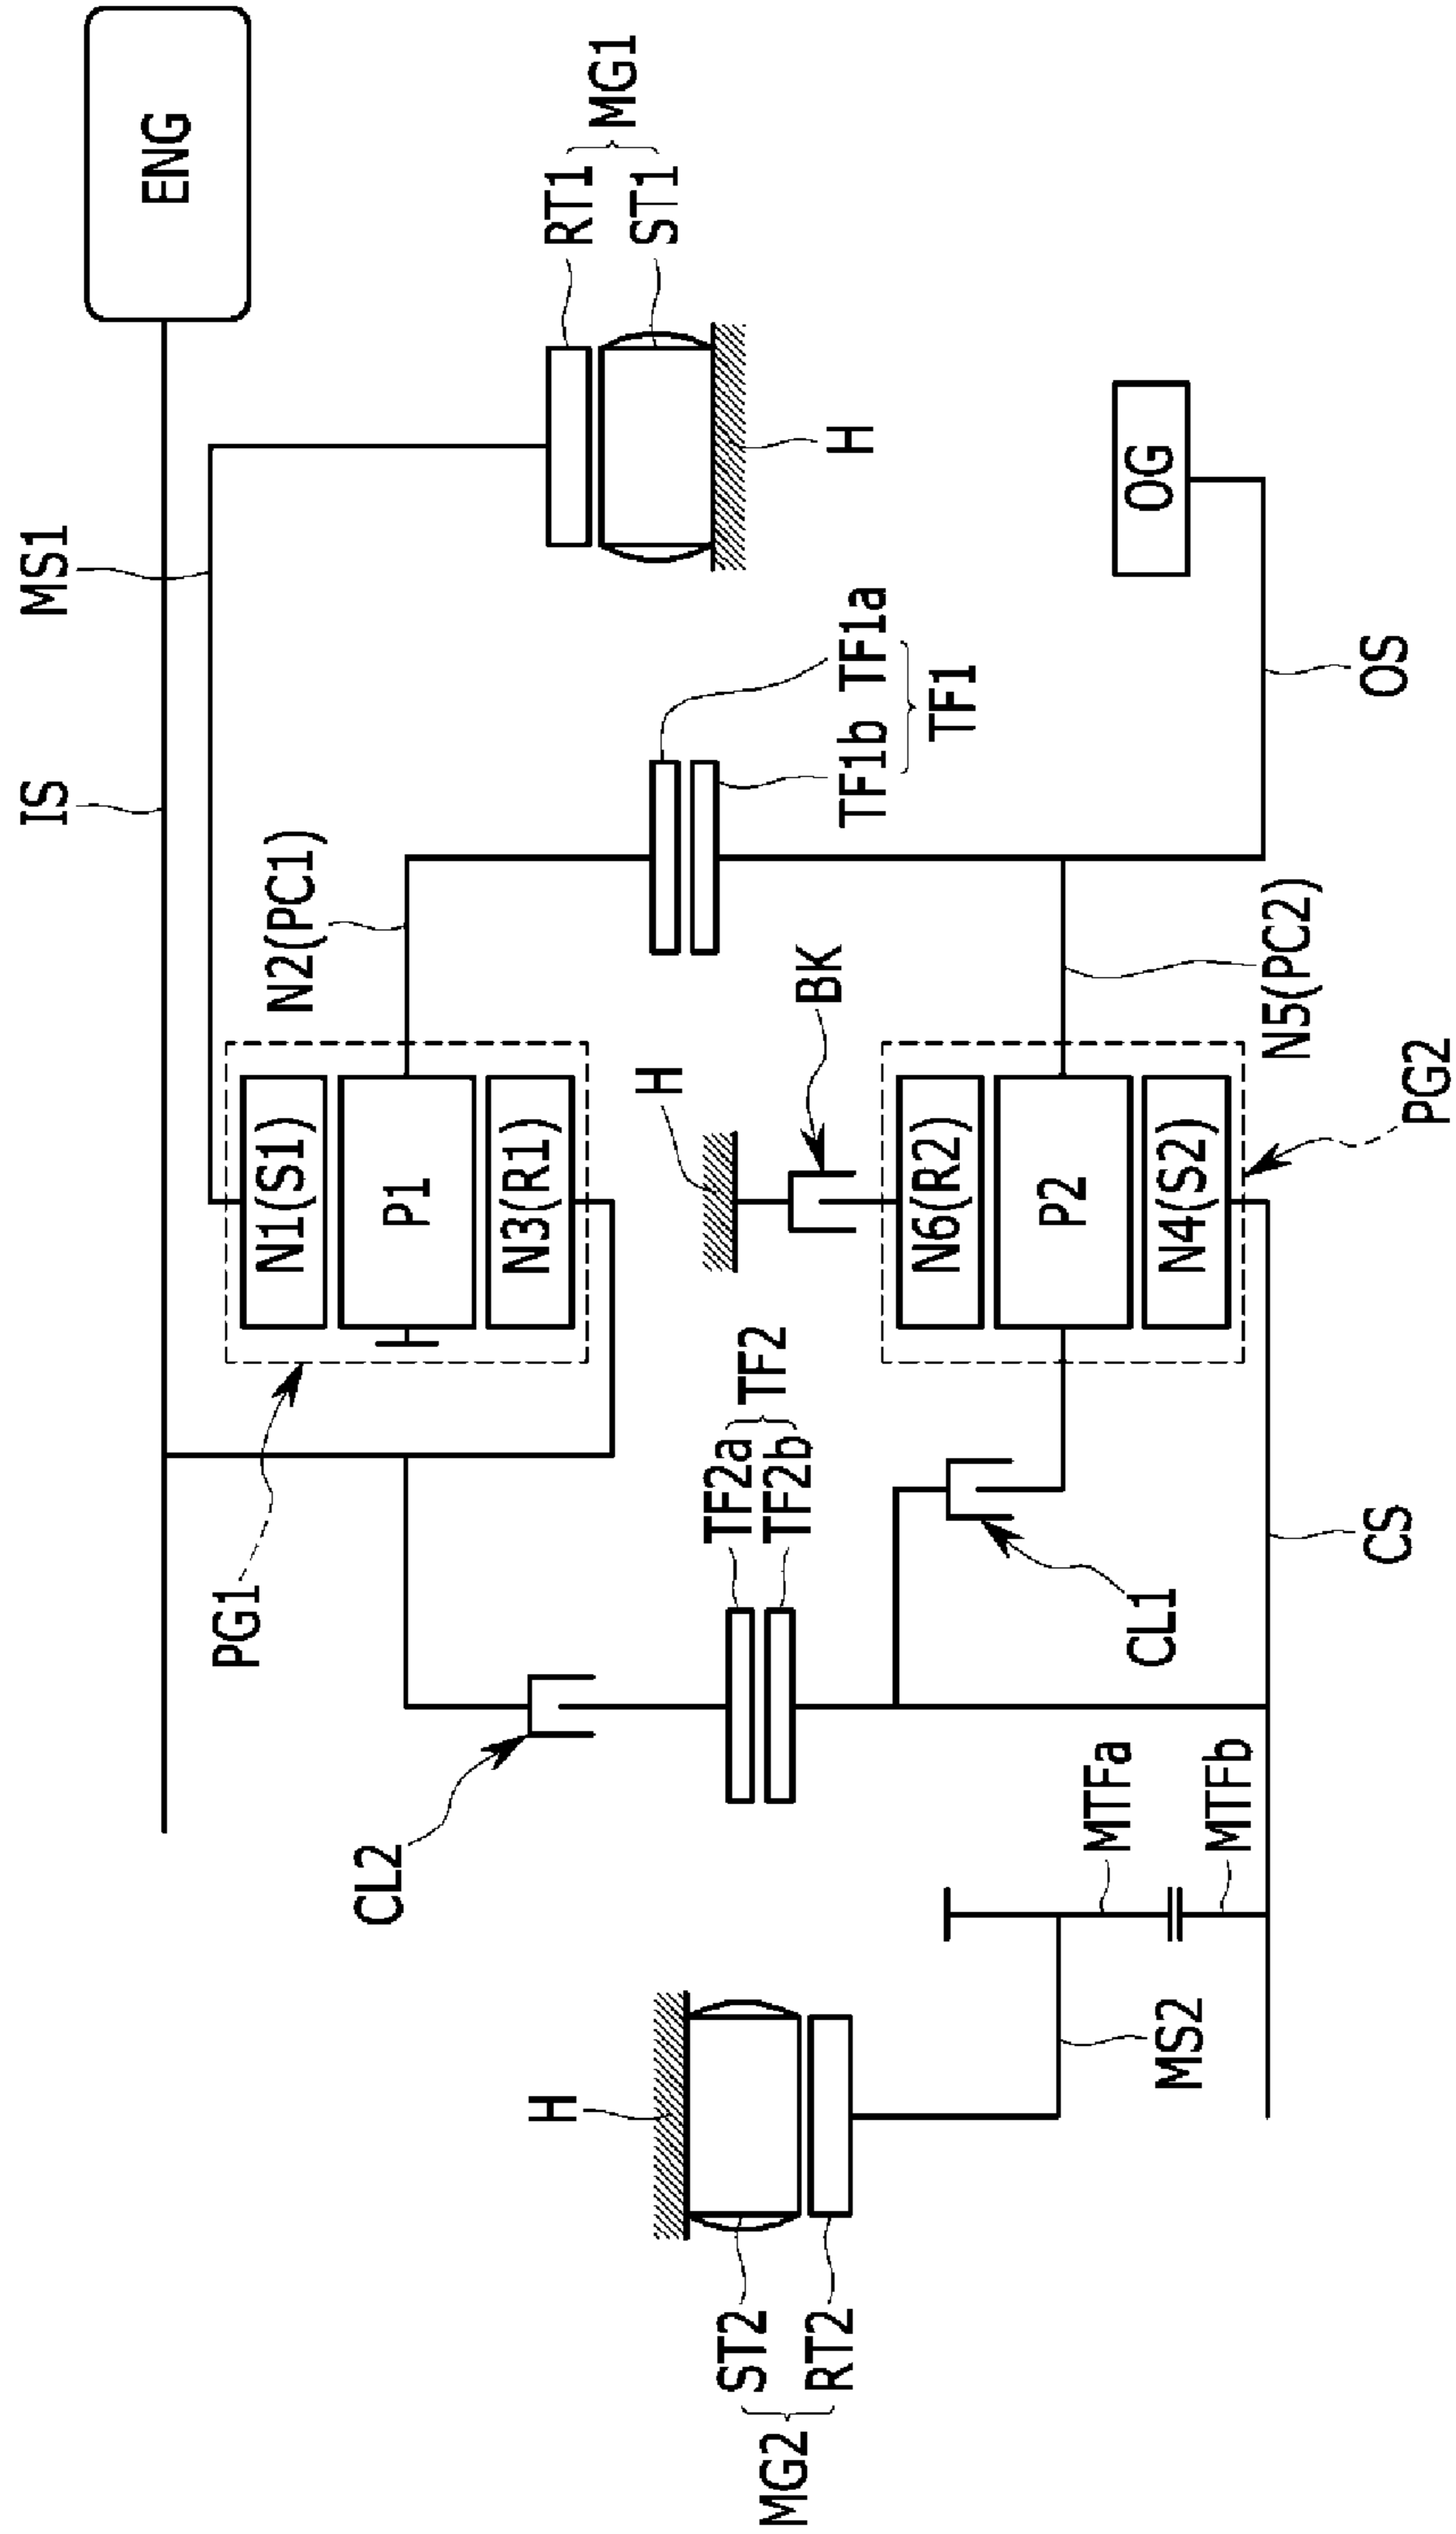 ENG
IS
MS1
RT1
ST1
MG1
H
N2(PC1)
N1(S1)
P1
N3(R1)
PG1
TF1b TF1a
TF1
OG
OS
H
BK
N6(R2)
P2
N4(S2)
N5(PC2)
PG2
TF2a
TF2b
TF2
CL2
CL1
CS
MTFa
MTFb
MS2
H
ST2
RT2
MG2